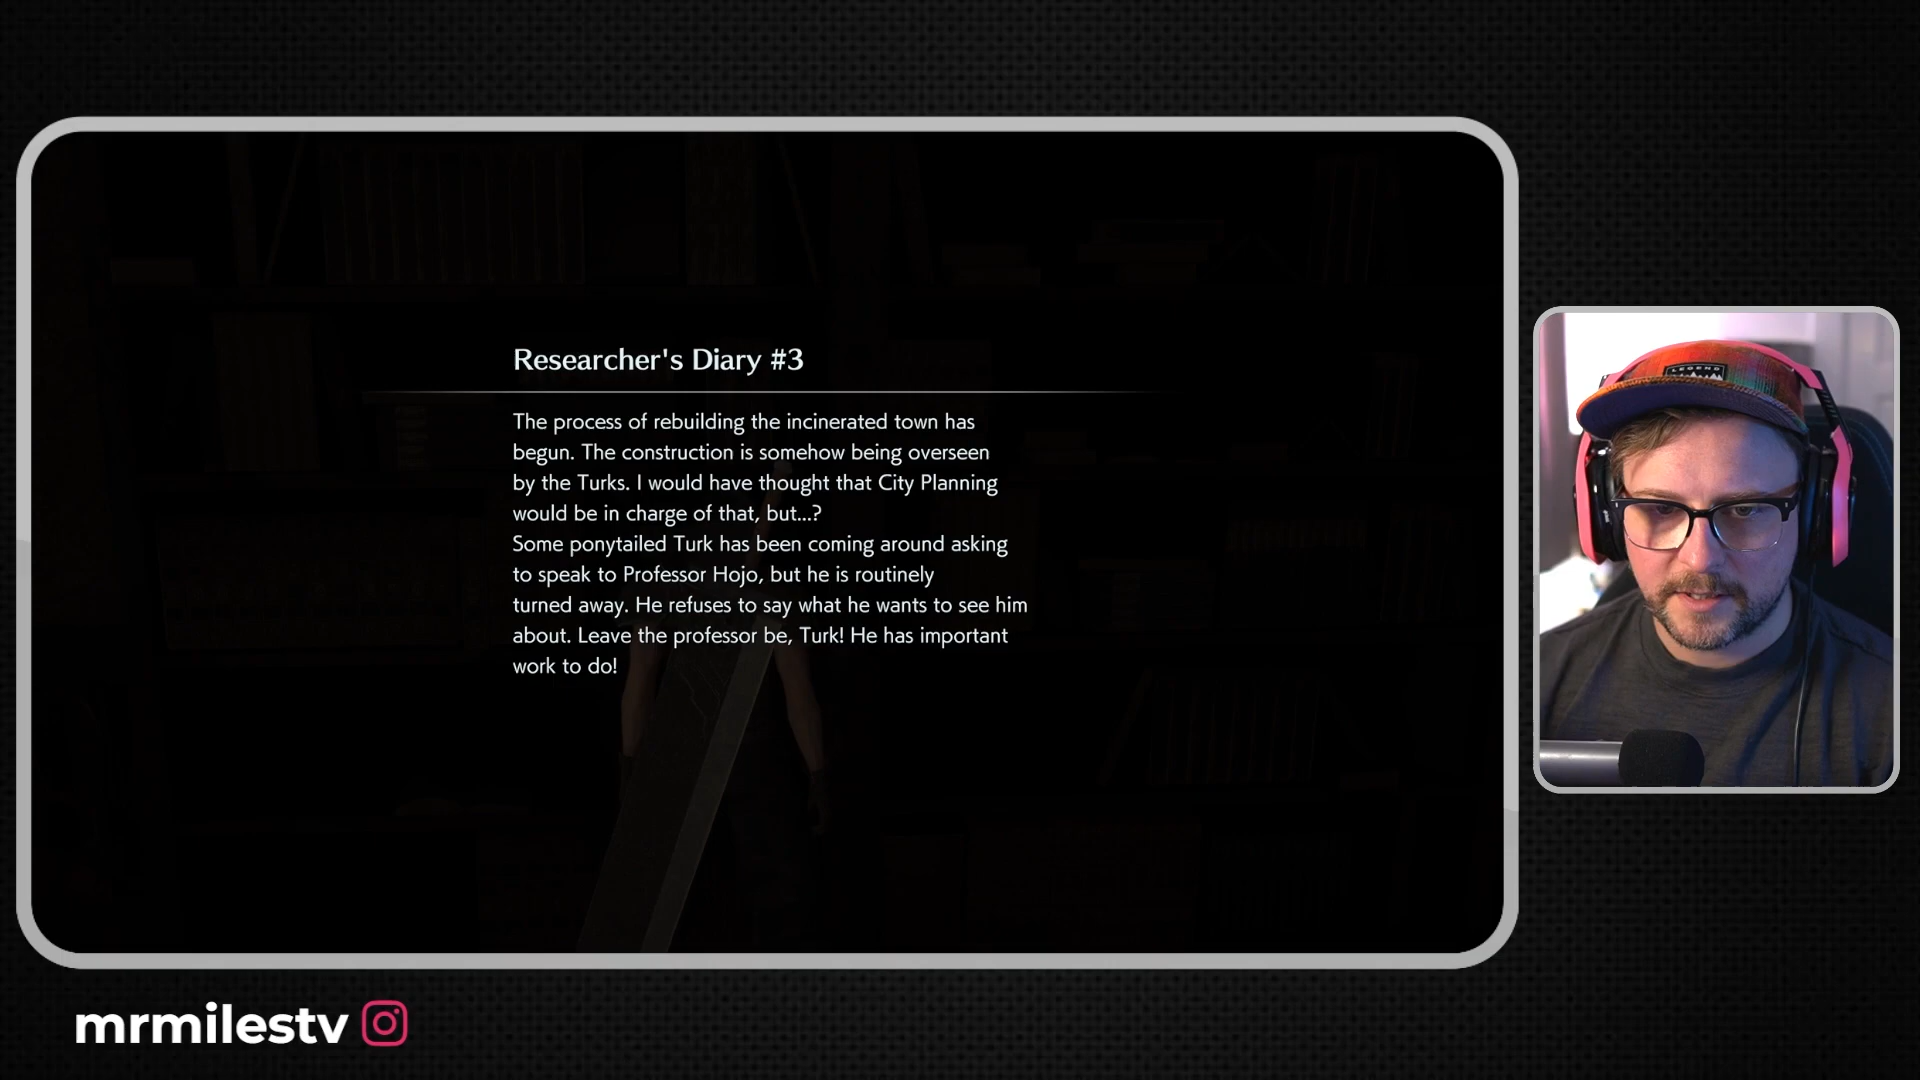 Researcher's Diary #3
The process of rebuilding the incinerated town has
begun. The construction is somehow being overseen
by the Turks. I would have thought that City Planning
would be in charge of that, but...?
Some ponytailed Turk has been coming around asking
to speak to Professor Hojo, but he is routinely
turned away. He refuses to say what he wants to see him
about. Leave the professor be, Turk! He has important
work to do!
LEGEND
mrmilestv